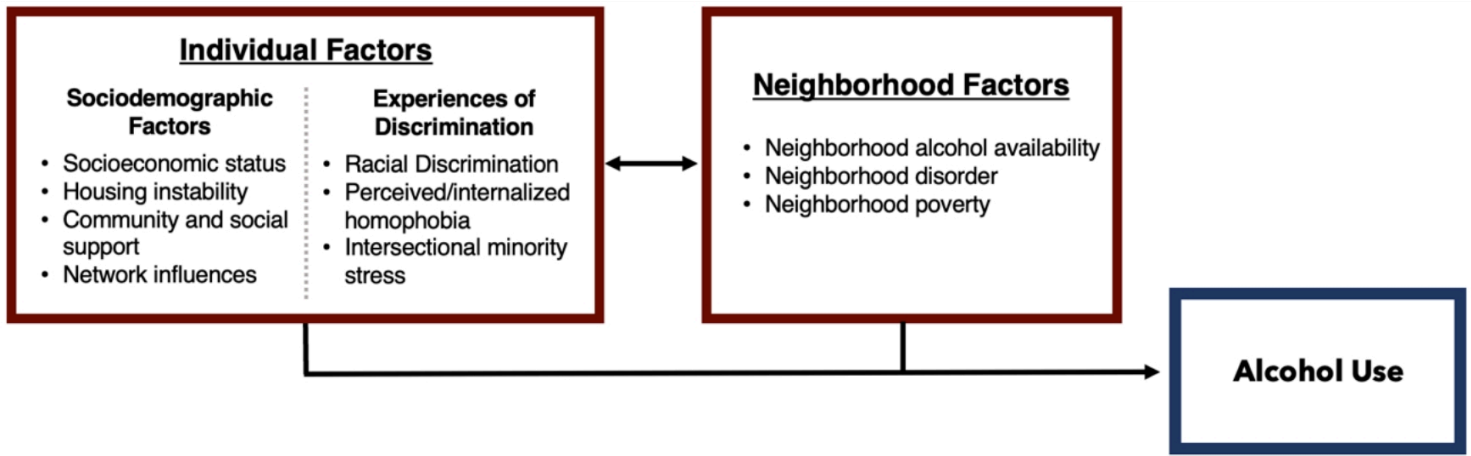 Individual Factors
Sociodemographic
Factors
• Socioeconomic status
• Housing instability
• Community and social
support
• Network influences
Experiences of
Discrimination
• Racial Discrimination
• Perceived/internalized
homophobia
• Intersectional minority
stress
Neighborhood Factors
• Neighborhood alcohol availability
• Neighborhood disorder
• Neighborhood poverty
Alcohol Use